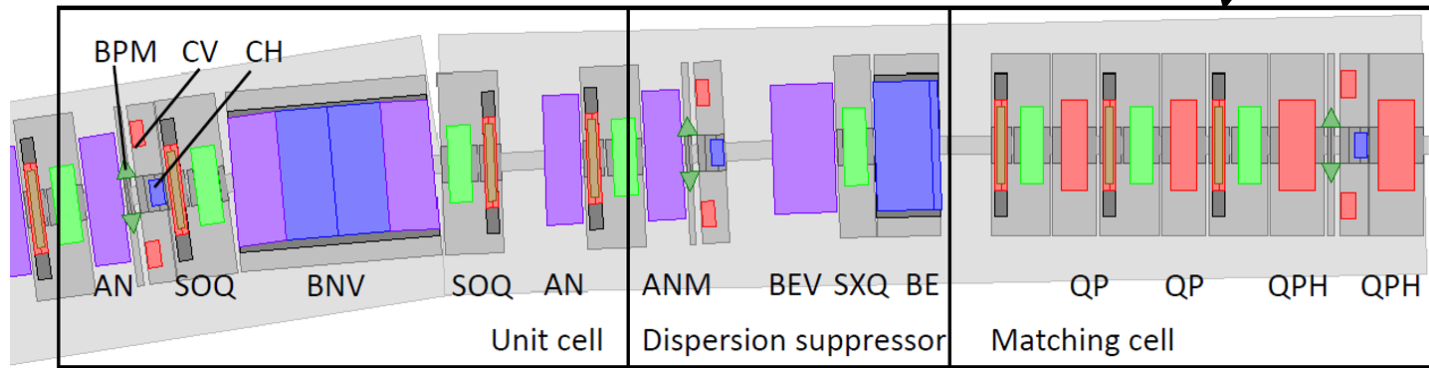 BPM CV CH
AN SOQ BNV SOQ AN ANM BEV SXQ BE QP QP QPH QPH
Unit cell Dispersion suppressor Matching cell